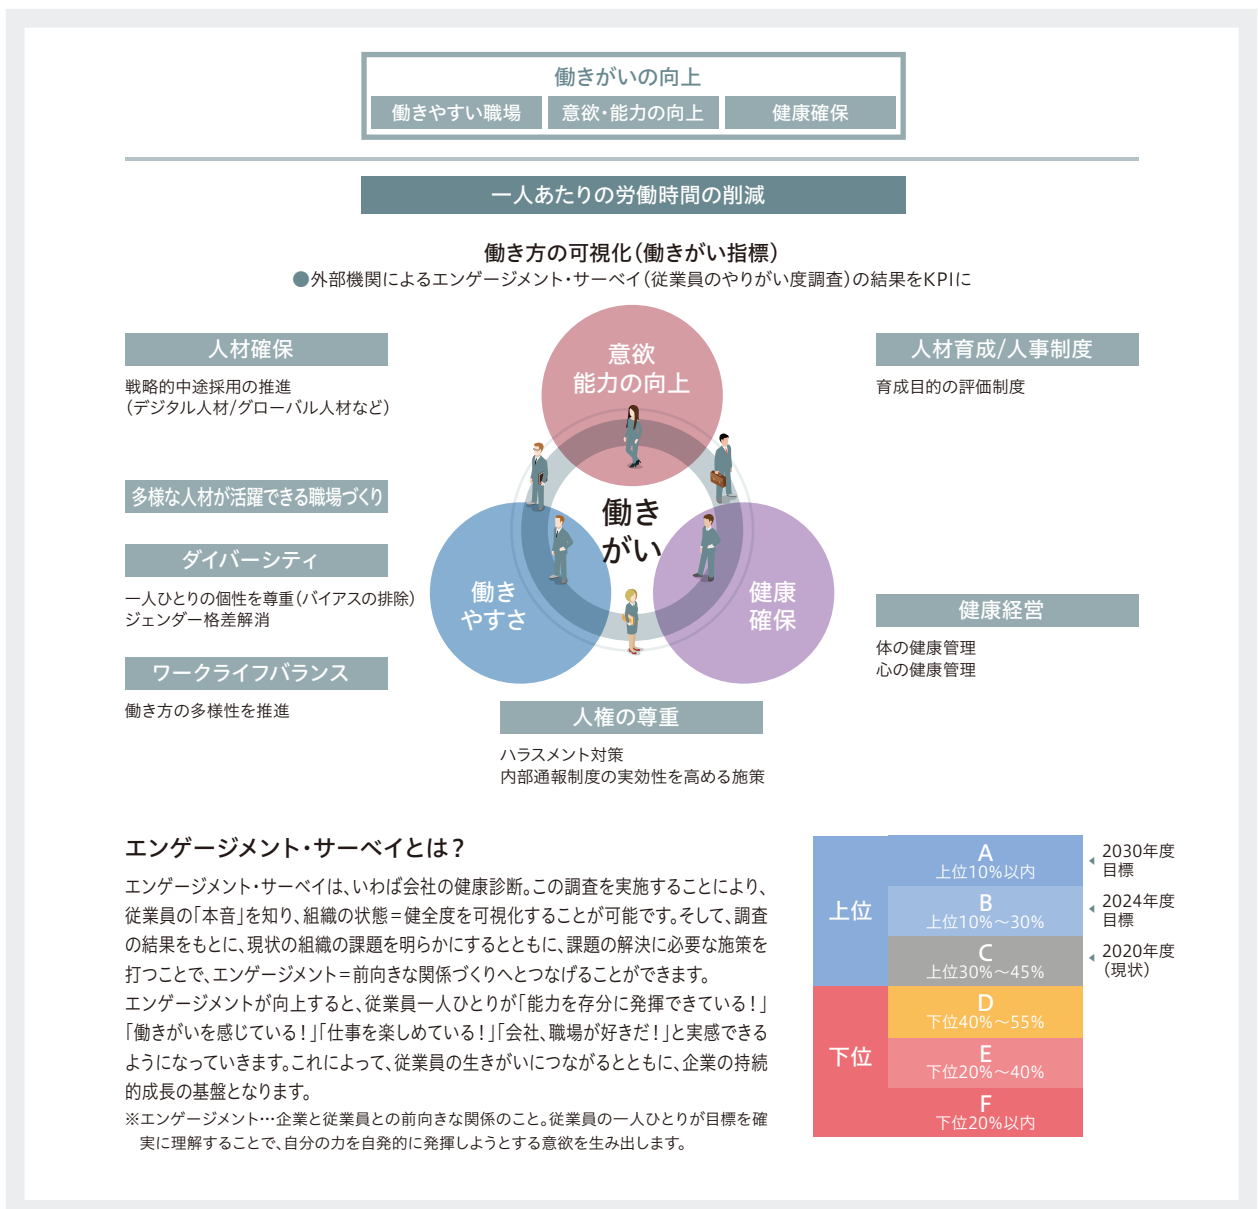 働きがいの向上
働きやすい職場
意欲・能力の向上
健康確保
一人あたりの労働時間の削減
働き方の可視化（働きがい指標）
●外部機関によるエンゲージメント・サーベイ（従業員のやりがい度調査）の結果をKPIに
人材確保
戦略的中途採用の推進
（デジタル人材/グローバル人材など）
多様な人材が活躍できる職場づくり
ダイバーシティ
一人ひとりの個性を尊重（バイアスの排除）
ジェンダー格差解消
ワークライフバランス
働き方の多様性を推進
意欲
能力の向上
働き
がい
働き
やすさ
健康
確保
人材育成/人事制度
育成目的の評価制度
健康経営
体の健康管理
心の健康管理
人権の尊重
ハラスメント対策
内部通報制度の実効性を高める施策
エンゲージメント・サーベイとは？
エンゲージメント・サーベイは、いわば会社の健康診断。この調査を実施することにより、
従業員の「本音」を知り、組織の状態＝健全度を可視化することが可能です。そして、調査
の結果をもとに、現状の組織の課題を明らかにするとともに、課題の解決に必要な施策を
打つことで、エンゲージメント＝前向きな関係づくりへとつなげることができます。
エンゲージメントが向上すると、従業員一人ひとりが「能力を存分に発揮できている！」
「働きがいを感じている！」「仕事を楽しめている！」「会社、職場が好きだ！」と実感できる
ようになっていきます。これによって、従業員の生きがいにつながるとともに、企業の持続
的成長の基盤となります。
※エンゲージメント…企業と従業員との前向きな関係のこと。従業員の一人ひとりが目標を確
実に理解することで、自分の力を自発的に発揮しようとする意欲を生み出します。
上位
A
上位10%以内
B
上位10%～30%
C
上位30%～45%
下位
D
下位40%～55%
E
下位20%～40%
F
下位20%以内
2030年度
目標
2024年度
目標
2020年度
（現状）